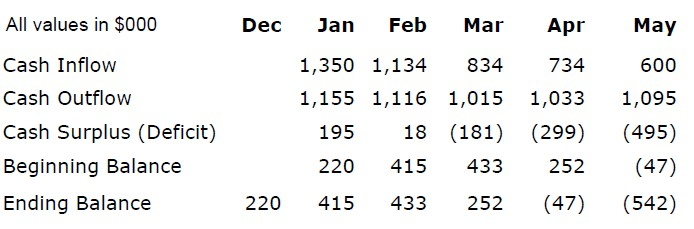 All values in $000 Dec Jan Feb Mar Apr May
Cash Inflow 1,350 1,134 834 734 600
Cash Outflow 1,155 1,116 1,015 1,033 1,095
Cash Surplus (Deficit) 195 18 (181) (299) (495)
Beginning Balance 220 415 433 252 (47)
Ending Balance 220 415 433 252 (47) (542)